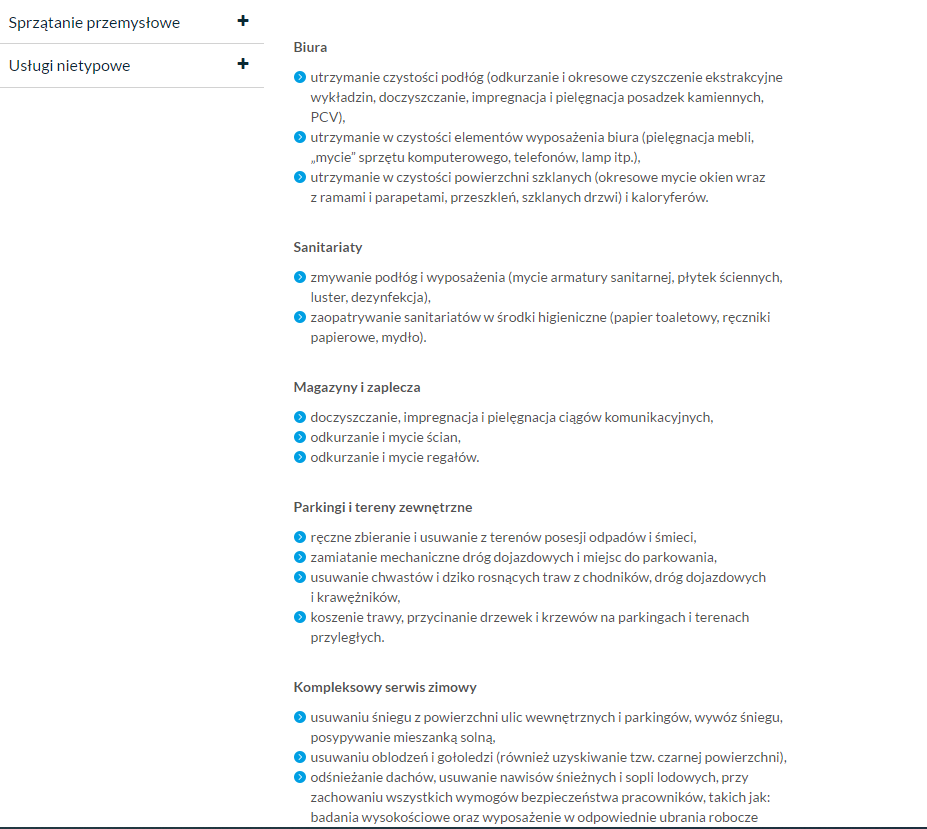 Sprzątanie przemysłowe
Usługi nietypowe
Biura
utrzymanie czystości podłóg (odkurzanie i okresowe czyszczenie ekstrakcyjne
wykładzin, doczyszczanie, impregnacja i pielęgnacja posadzek kamiennych,
PCV),
utrzymanie w czystości elementów wyposażenia biura (pielęgnacja mebli,
„mycie” sprzętu komputerowego, telefonów, lamp itp.),
utrzymanie w czystości powierzchni szklanych (okresowe mycie okien wraz
z ramami i parapetami, przeszkleń, szklanych drzwi) i kaloryferów.
Sanitariaty
zmywanie podłóg i wyposażenia (mycie armatury sanitarnej, płytek ściennych,
luster, dezynfekcja),
zaopatrywanie sanitariatów w środki higieniczne (papier toaletowy, ręczniki
papierowe, mydło).
Magazyny i zaplecza
doczyszczanie, impregnacja i pielęgnacja ciągów komunikacyjnych,
odkurzanie i mycie ścian,
odkurzanie i mycie regałów.
Parkingi i tereny zewnętrzne
ręczne zbieranie i usuwanie z terenów posesji odpadów i śmieci,
zamiatanie mechaniczne dróg dojazdowych i miejsc do parkowania,
usuwanie chwastów i dziko rosnących traw z chodników, dróg dojazdowych
i krawężników,
koszenie trawy, przycinanie drzewek i krzewów na parkingach i terenach
przyległych.
Kompleksowy serwis zimowy
usuwaniu śniegu z powierzchni ulic wewnętrznych i parkingów, wywóz śniegu,
posypywanie mieszanką solną,
usuwaniu oblodzeń i gołoledzi (również uzyskiwanie tzw. czarnej powierzchni),
odśnieżanie dachów, usuwanie nawisów śnieżnych i sopli lodowych, przy
zachowaniu wszystkich wymogów bezpieczeństwa pracowników, takich jak:
badania wysokościowe oraz wyposażenie w odpowiednie ubrania robocze